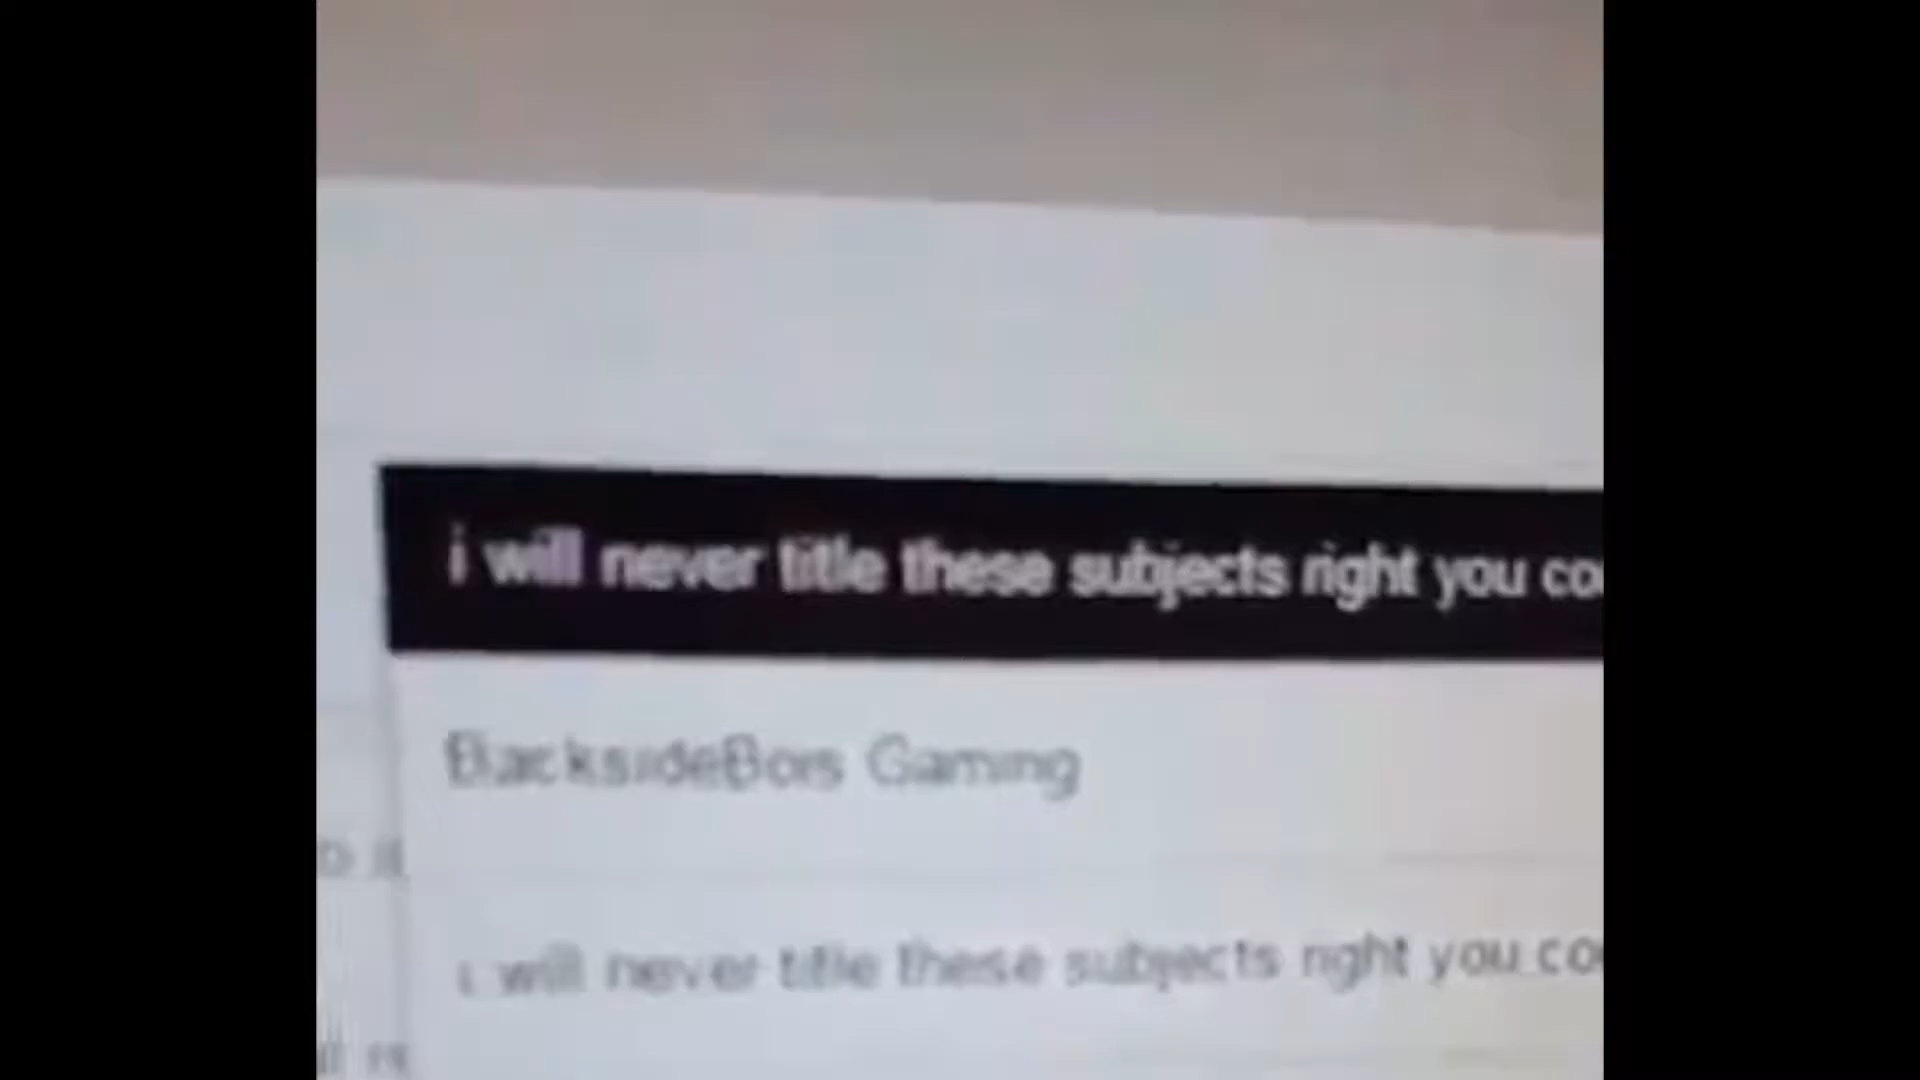 i will never title these subjects right you co
BacksideBois Gaming
i will never title these subjects right you co